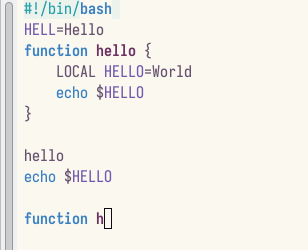 #!/bin/bash
HELL=Hello
function hello {
    LOCAL HELLO=World
    echo $HELLO
}

hello
echo $HELLO

function h